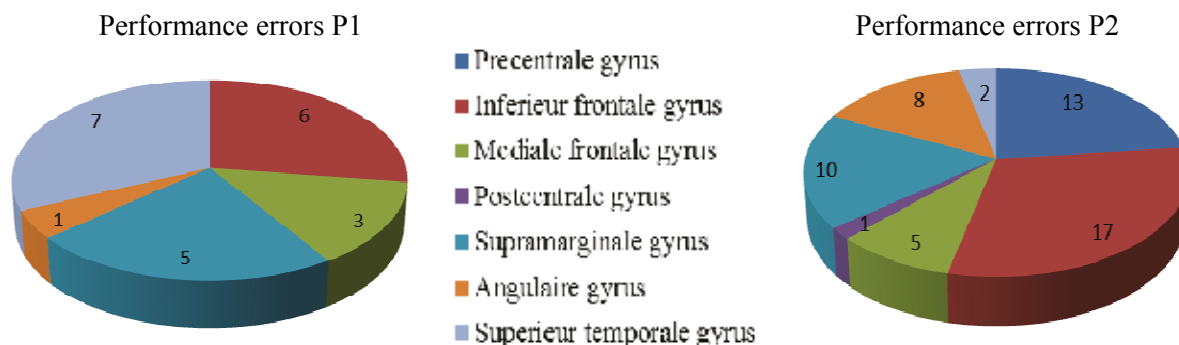 Performance errors P1
7
6
3
5
1
Precentrale gyrus
Inferieur frontale gyrus
Mediale frontale gyrus
Postcentrale gyrus
Supramarginale gyrus
Angulaire gyrus
Superieur temporale gyrus
Performance errors P2
13
17
5
1
10
8
2